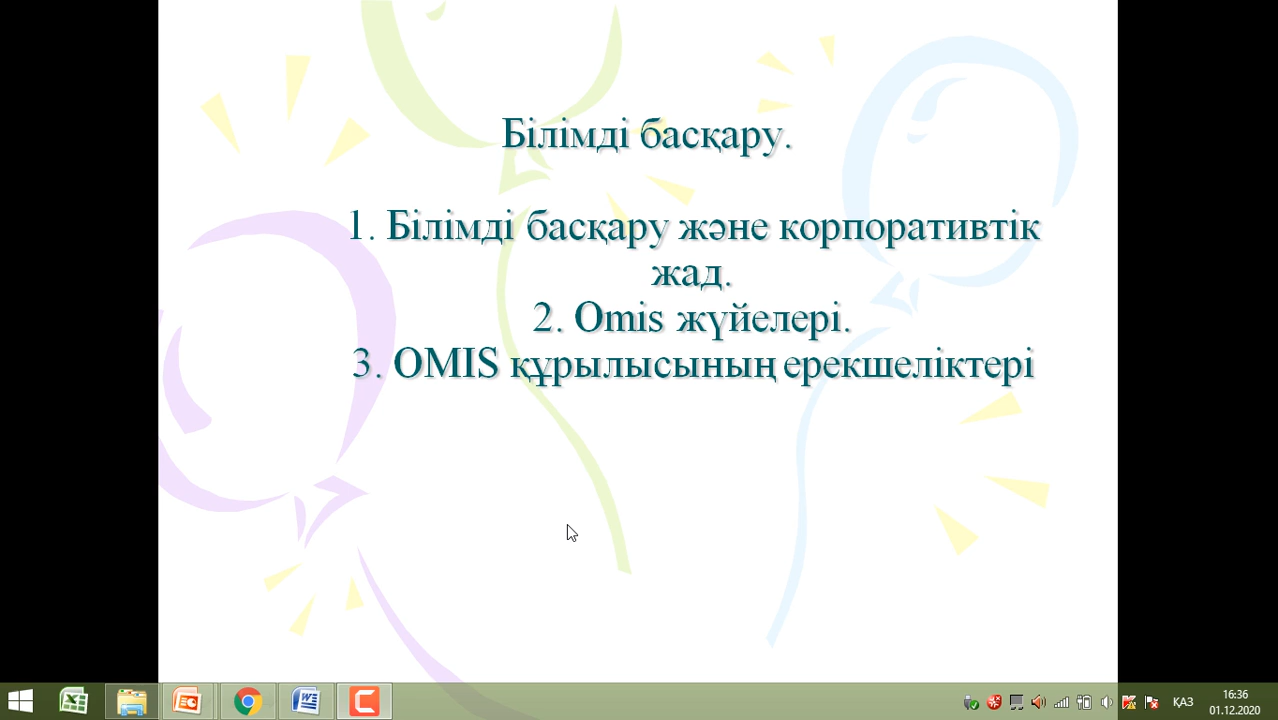 Білімді басқару.
1. Білімді басқару және корпоративтік
жад.
2. Omis жүйелері.
3. OMIS құрылысының ерекшеліктері
ҚАЗ
16:36
01.12.2020